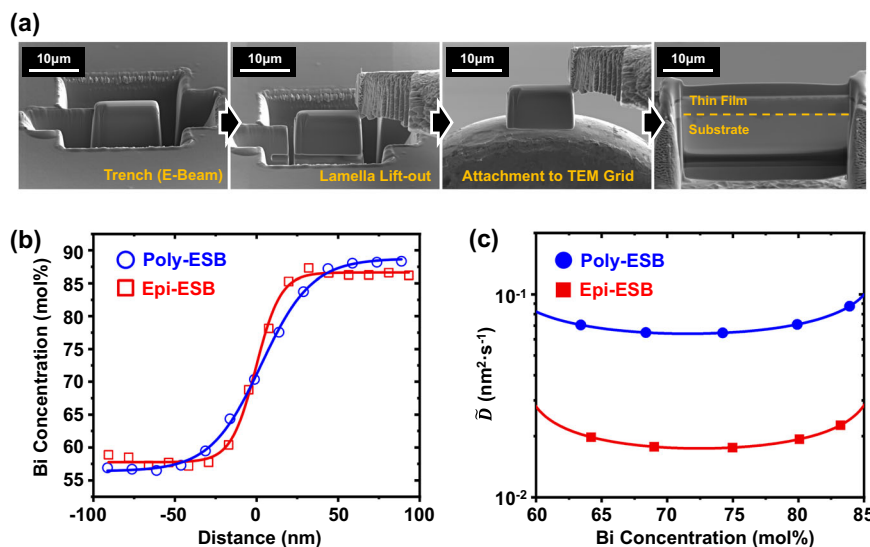 (a)
10μm
10μm
10μm
10μm
Thin Film
Substrate
Trench (E-Beam)
Lamella Lift-out
Attachment to TEM Grid
(b)
Bi Concentration (mol%)
90
85
80
75
70
65
60
55
Poly-ESB
Epi-ESB
-100
-50
0
50
100
Distance (nm)
(c)
D̃ (nm²·s⁻¹)
10⁻¹
10⁻²
Poly-ESB
Epi-ESB
60
65
70
75
80
85
Bi Concentration (mol%)